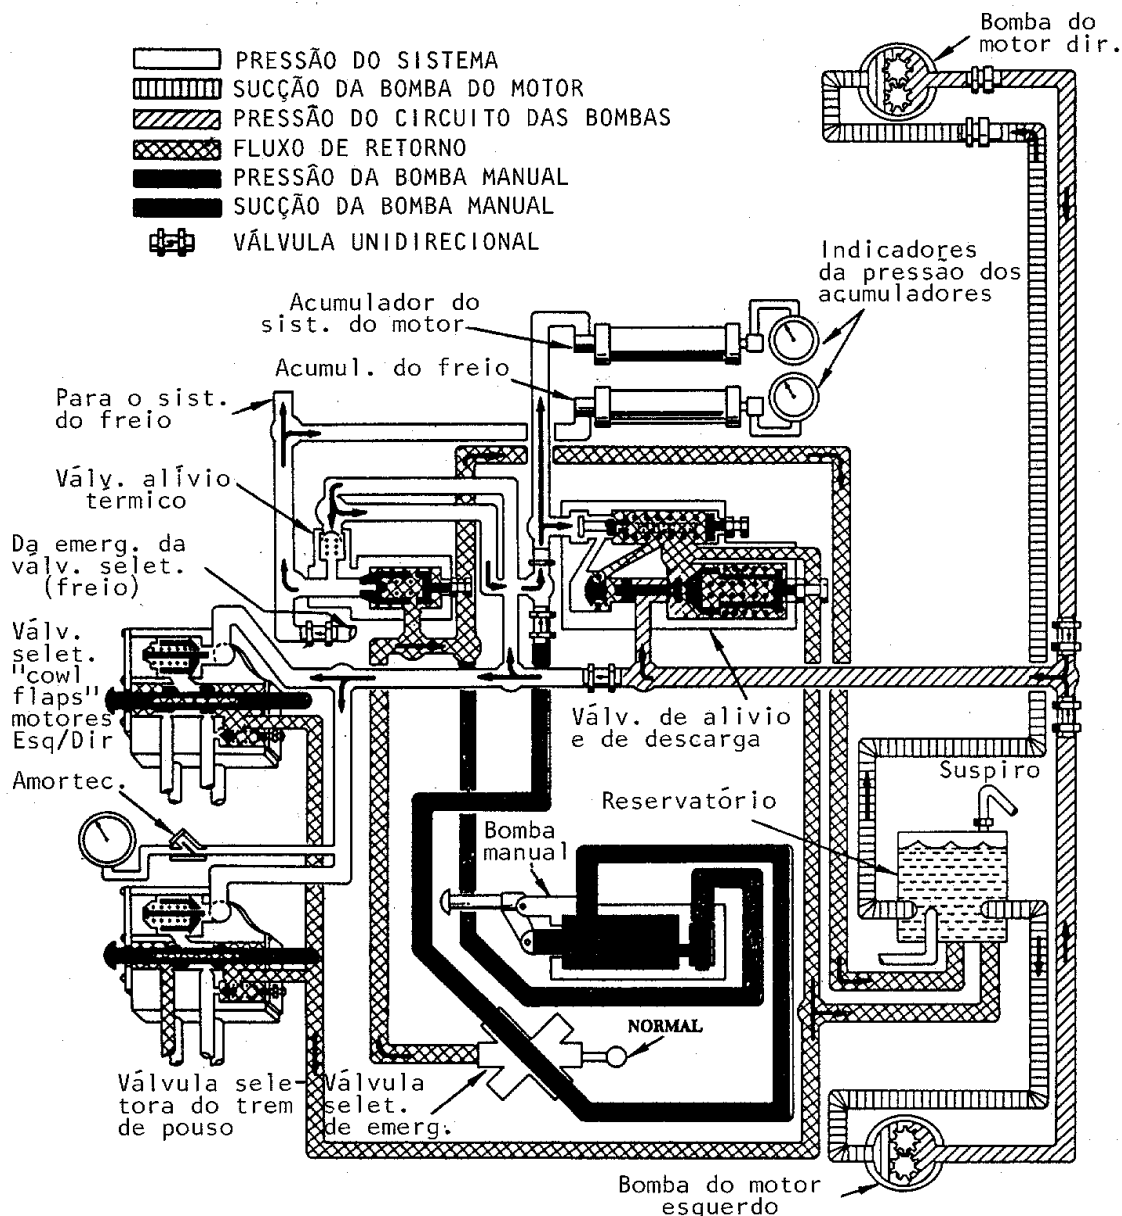 Bomba do
motor dir.
PRESSÃO DO SISTEMA
SUCÇÃO DA BOMBA DO MOTOR
PRESSÃO DO CIRCUITO DAS BOMBAS
FLUXO DE RETORNO
PRESSÃO DA BOMBA MANUAL
SUCÇÃO DA BOMBA MANUAL
VÁLVULA UNIDIRECIONAL
Indicadores
da pressão dos
acumuladores
Acumulador do
sist. do motor
Acumul. do freio
Para o sist.
do freio
Válv. alívio
térmico
Da emerg. da
valv. selet.
(freio)
Válv.
selet.
"cowl
flaps"
motores
Esq/Dir
Válv. de alivio
e de descarga
Amortec.
Suspiro
Reservatório
Bomba
manual
NORMAL
Válvula sele-
tora do trem
de pouso
Válvula
selet.
de emerg.
Bomba do motor
esquerdo